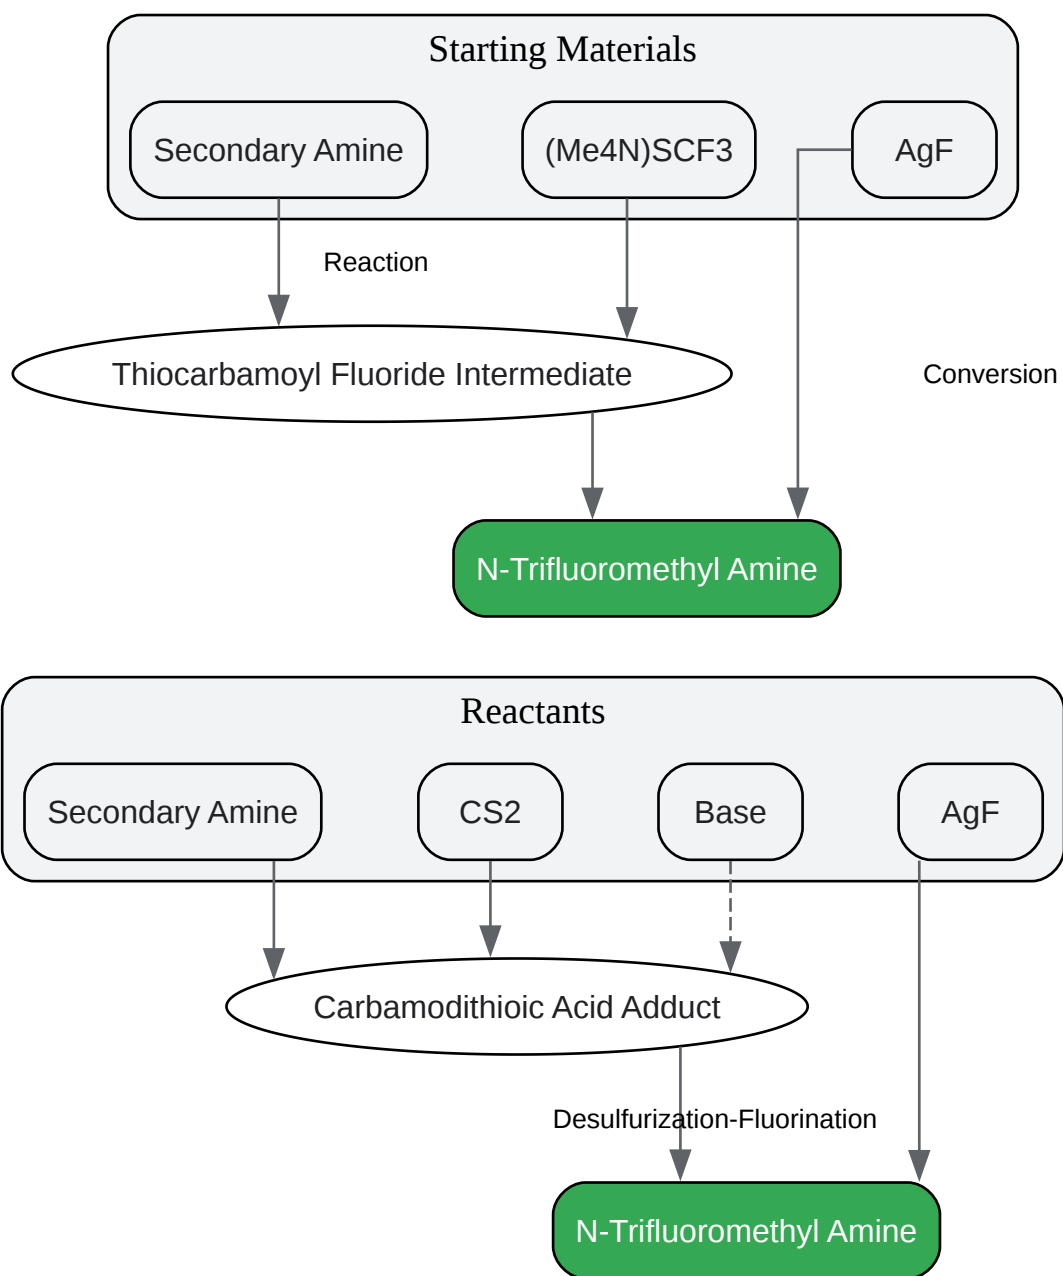 Starting Materials
Secondary Amine
(Me4N)SCF3
AgF
Reaction
Thiocarbamoyl Fluoride Intermediate
Conversion
N-Trifluoromethyl Amine
Reactants
Secondary Amine
CS2
Base
AgF
Carbamodithioic Acid Adduct
Desulfurization-Fluorination
N-Trifluoromethyl Amine